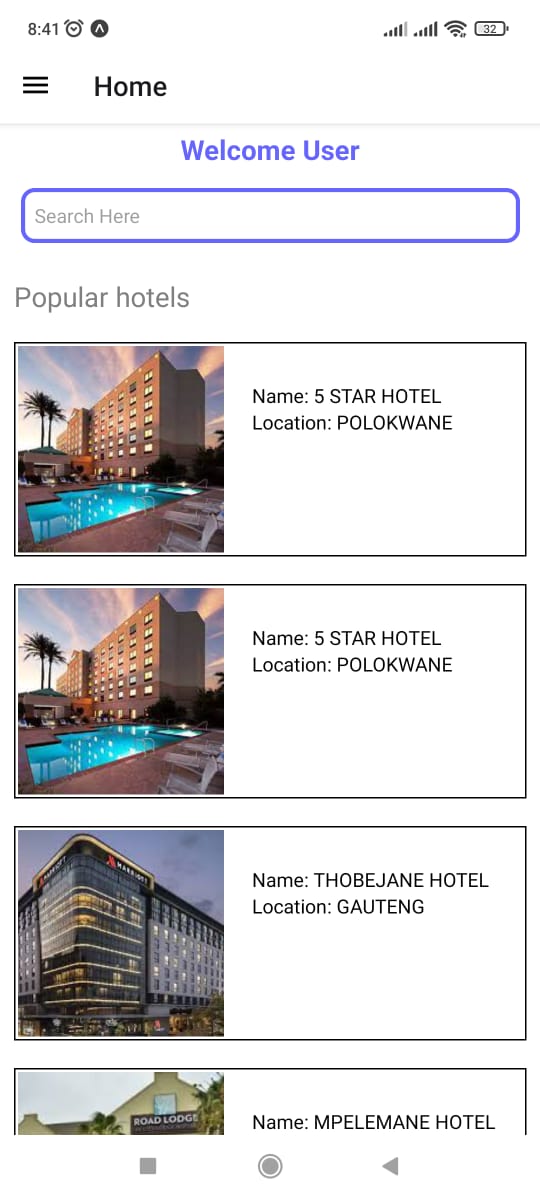 8:41
32
Home
Welcome User
Search Here
Popular hotels
Name: 5 STAR HOTEL
Location: POLOKWANE
Name: 5 STAR HOTEL
Location: POLOKWANE
MARRIOTT
MARRIOTT
Name: THOBEJANE HOTEL
Location: GAUTENG
ROAD LODGE
Name: MPELEMANE HOTEL